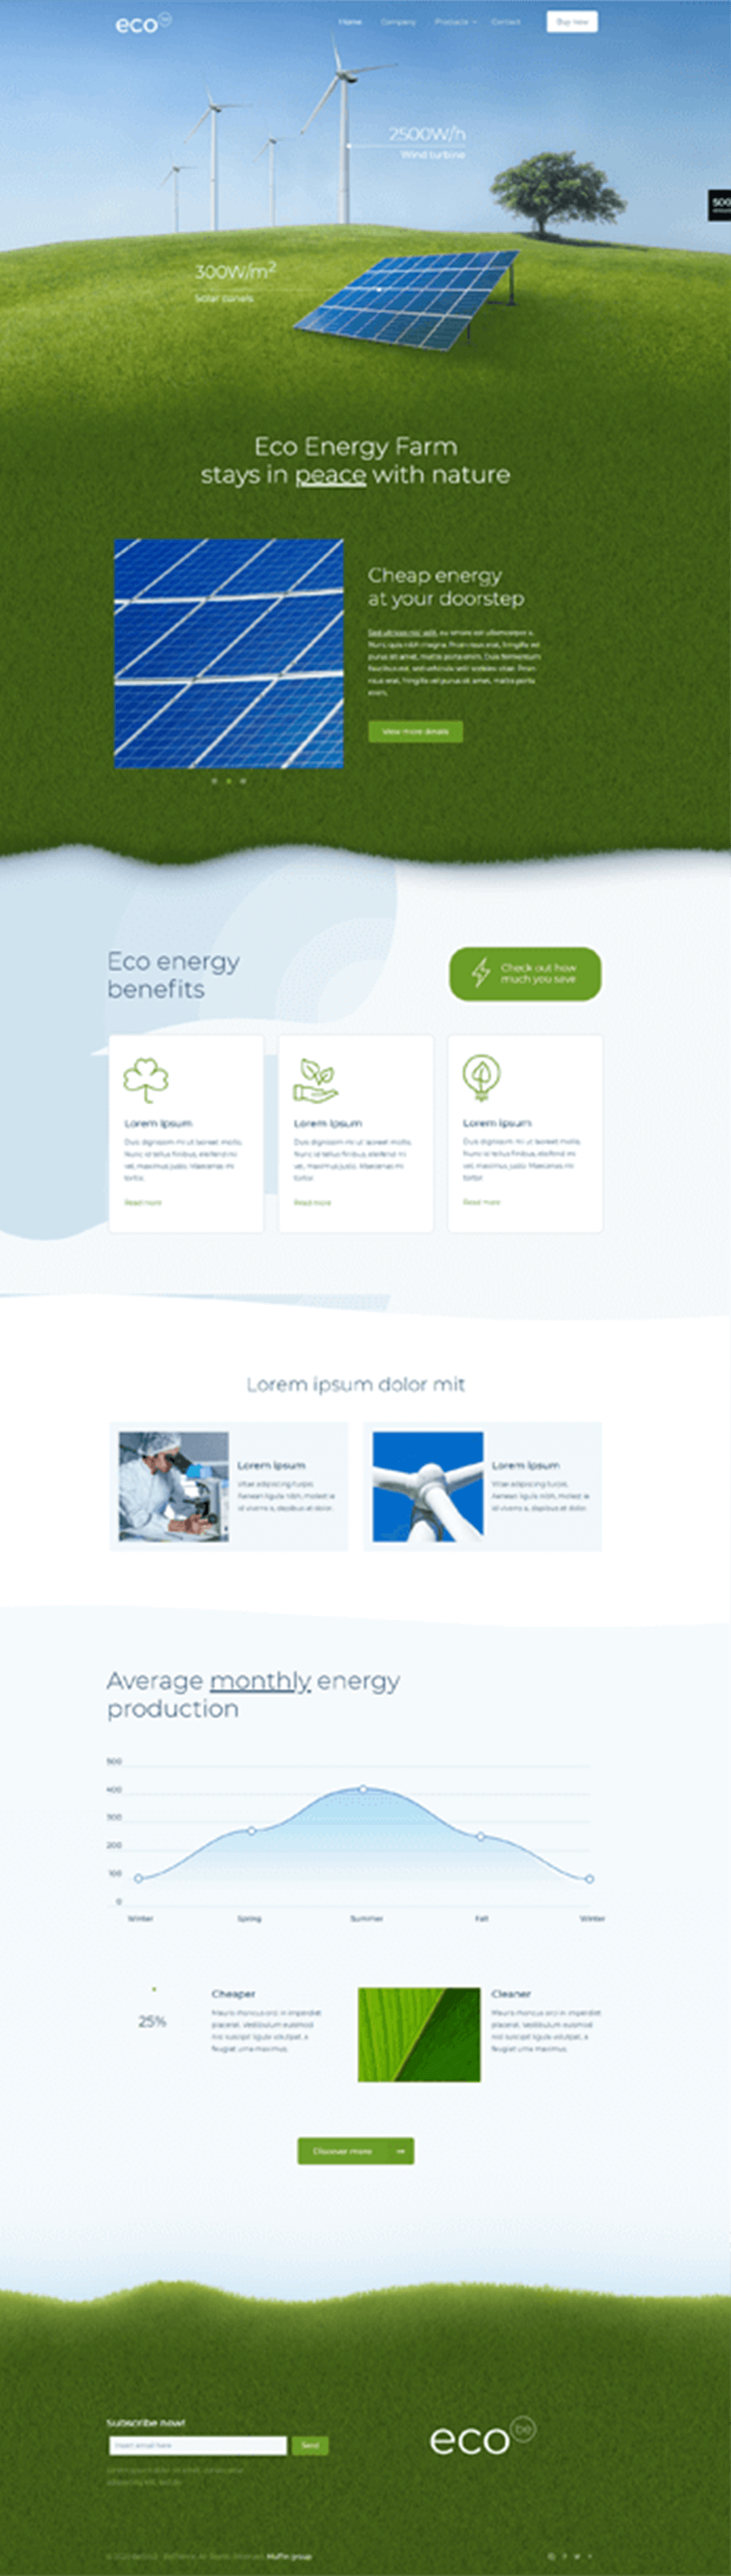 eco be
Home Company Products Contact Buy now
2500W/h
Wind turbine
500
300W/m²
Solar panels
Eco Energy Farm
stays in peace with nature
Cheap energy
at your doorstep
View more details
Eco energy
benefits
Check out how
much you save
Lorem ipsum
Duis dignissim mi ut laoreet mollis.
Nunc id tellus finibus, eleifend mi
vel, maximus justo. Maecenas mi
tortor.
Read more
Lorem ipsum
Duis dignissim mi ut laoreet mollis.
Nunc id tellus finibus, eleifend mi
vel, maximus justo. Maecenas mi
tortor.
Read more
Lorem ipsum
Duis dignissim mi ut laoreet mollis.
Nunc id tellus finibus, eleifend mi
vel, maximus justo. Maecenas mi
tortor.
Read more
Lorem ipsum dolor mit
Lorem ipsum
Vitae adipiscing turpis.
Aenean ligula nibh, molestie
id viverra a, dapibus at dolor.
Lorem ipsum
Vitae adipiscing turpis.
Aenean ligula nibh, molestie
id viverra a, dapibus at dolor.
Average monthly energy
production
500
400
300
200
100
0
Winter Spring Summer Fall Winter
25%
Cheaper
Mauris rhoncus orci in imperdiet
placerat. Vestibulum euismod
nisl suscipit ligula volutpat, a
feugiat urna maximus.
Cleaner
Mauris rhoncus orci in imperdiet
placerat. Vestibulum euismod
nisl suscipit ligula volutpat, a
feugiat urna maximus.
Discover more
Subscribe now!
Insert email here
Send
eco be
Muffin group